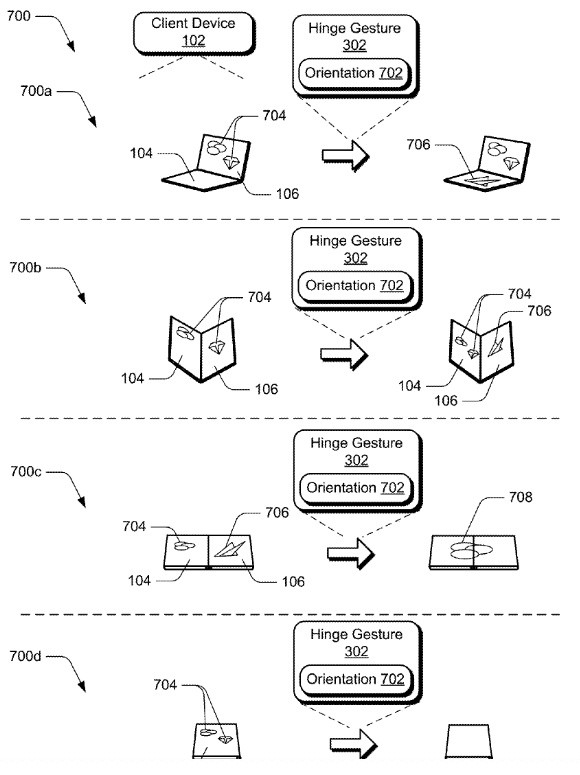 700
Client Device
102
Hinge Gesture
302
Orientation 702
700a
704
104
106
706
700b
Hinge Gesture
302
Orientation 702
704
104
106
704
706
104
106
700c
Hinge Gesture
302
Orientation 702
704
706
104
106
708
700d
Hinge Gesture
302
Orientation 702
704